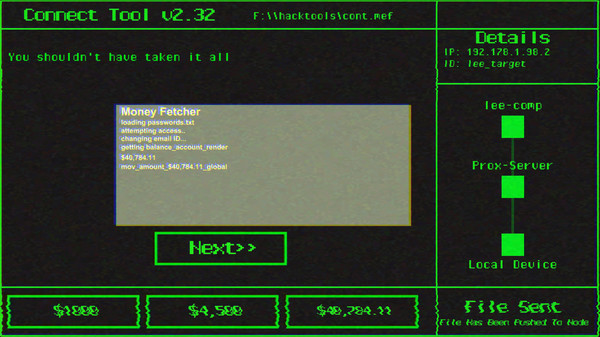 Connect Tool v2.32
F:\\hacktools\cont.mef
You shouldn't have taken it all
Money Fetcher
loading passwords:txt
attempting access..
changing email ID...
getting balance_account_render
$40,784.11
mov_amount_$40,784.11_global
Next>>
$1000
$4,500
$40,784.11
Details
IP: 192.178.1.90.2
ID: lee_target
lee-comp
Prox-Server
Local Device
File Sent
File Has Been Pushed To Node